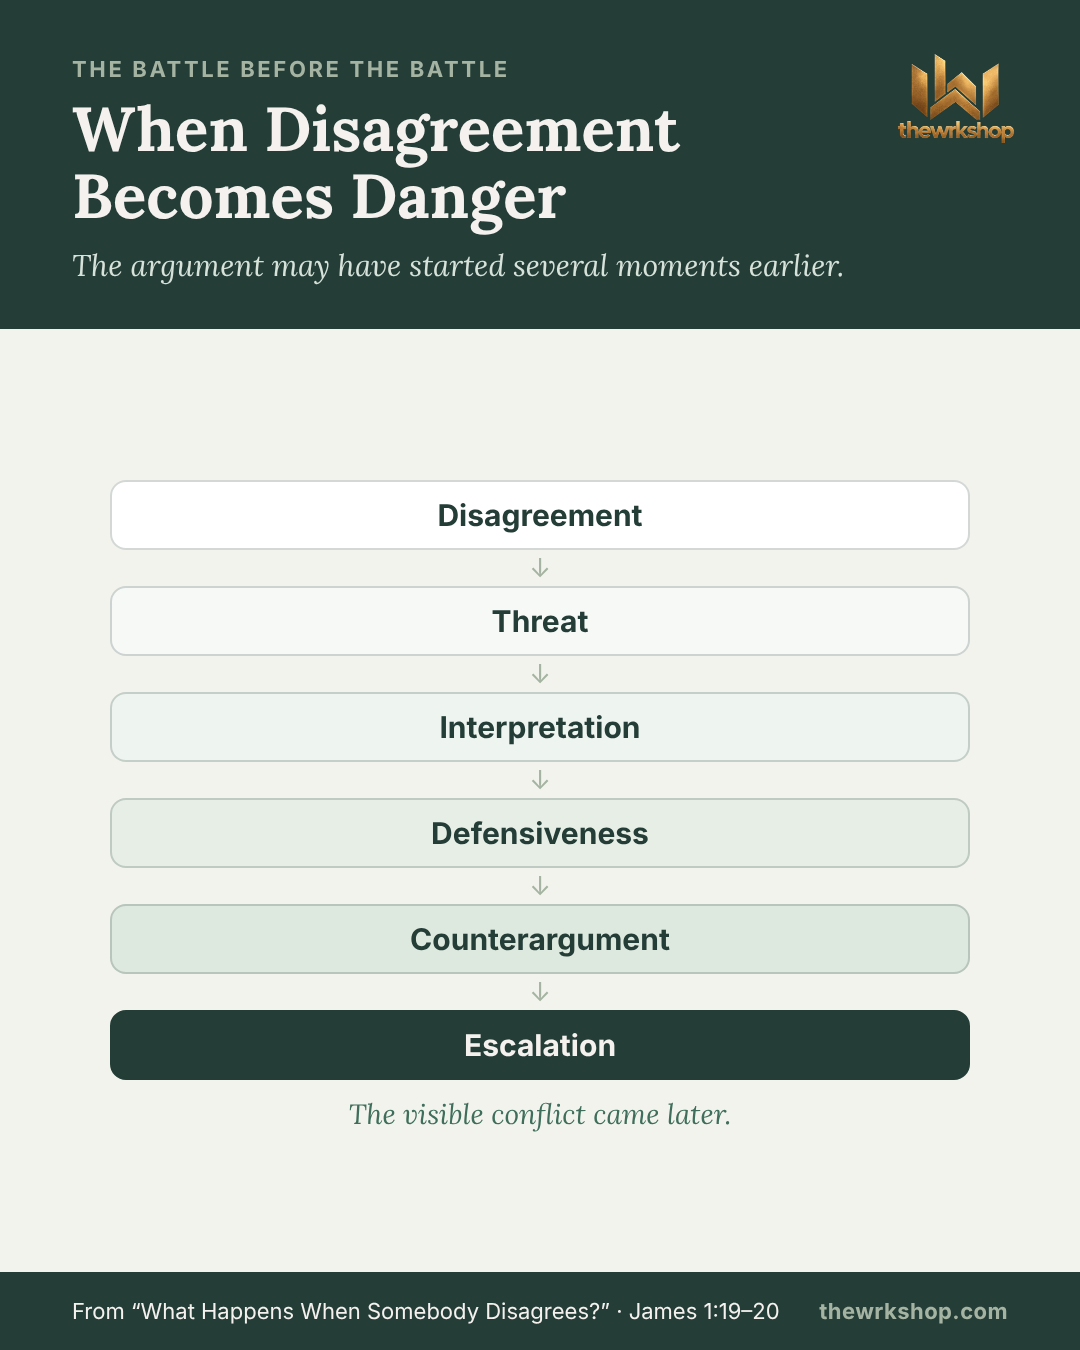 THE BATTLE BEFORE THE BATTLE
When Disagreement
Becomes Danger
The argument may have started several moments earlier.
thewrkshop
Disagreement
↓
Threat
↓
Interpretation
↓
Defensiveness
↓
Counterargument
↓
Escalation
The visible conflict came later.
From “What Happens When Somebody Disagrees?” · James 1:19–20
thewrkshop.com